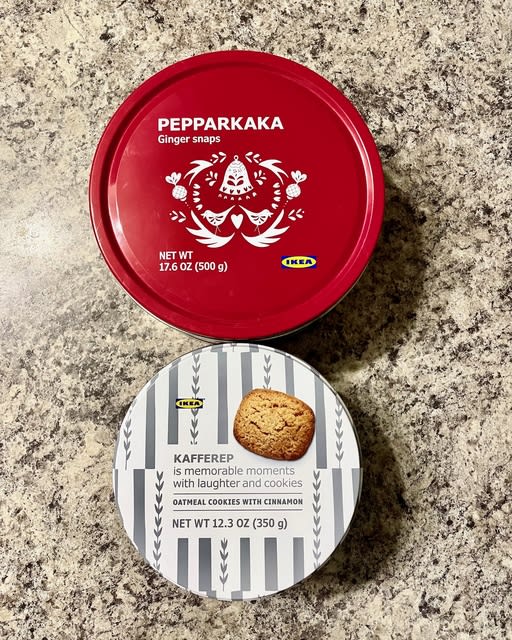 PEPPARKAKA
Ginger snaps
NET WT
17.6 OZ (500 g)
IKEA
IKEA
KAFFEREP
is memorable moments
with laughter and cookies
OATMEAL COOKIES WITH CINNAMON
NET WT 12.3 OZ (350 g)